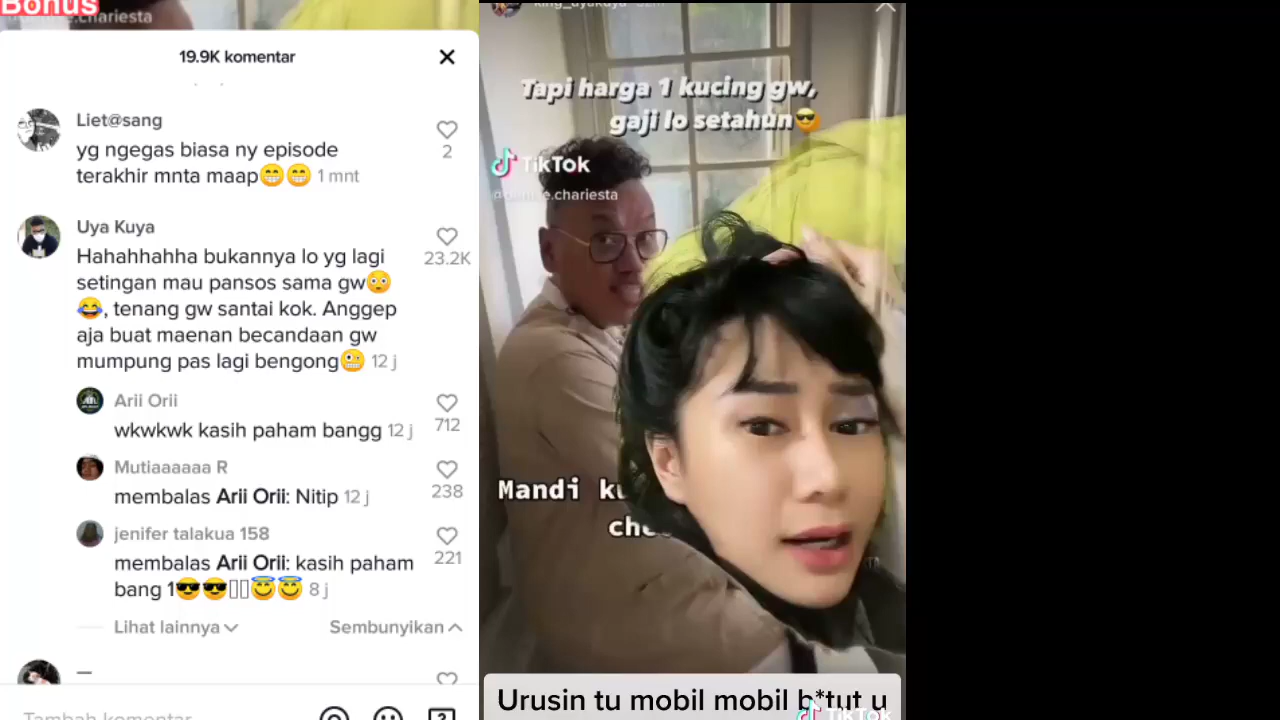 Bonus
.chariesta
19.9K komentar
Liet@sang
yg ngegas biasa ny episode
terakhir mnta maap😁😁 1 mnt
2
Uya Kuya
Hahahhahha bukannya lo yg lagi
setingan mau pansos sama gw😳
😂, tenang gw santai kok. Anggep
aja buat maenan becandaan gw
mumpung pas lagi bengong😬 12 j
23.2K
Arii Orii
wkwkwk kasih paham bangg 12 j
712
Mutiaaaaaa R
membalas Arii Orii: Nitip 12 j
238
jenifer talakua 158
membalas Arii Orii: kasih paham
bang 1😎😎▯▯😇😇 8 j
221
Lihat lainnya
Sembunyikan
Tambah komentar
Tapi harga 1 kucing gw,
gaji lo setahun😎
TikTok
.chariesta
Mandi
Urusin tu mobil mobil b*tut u
TikTok